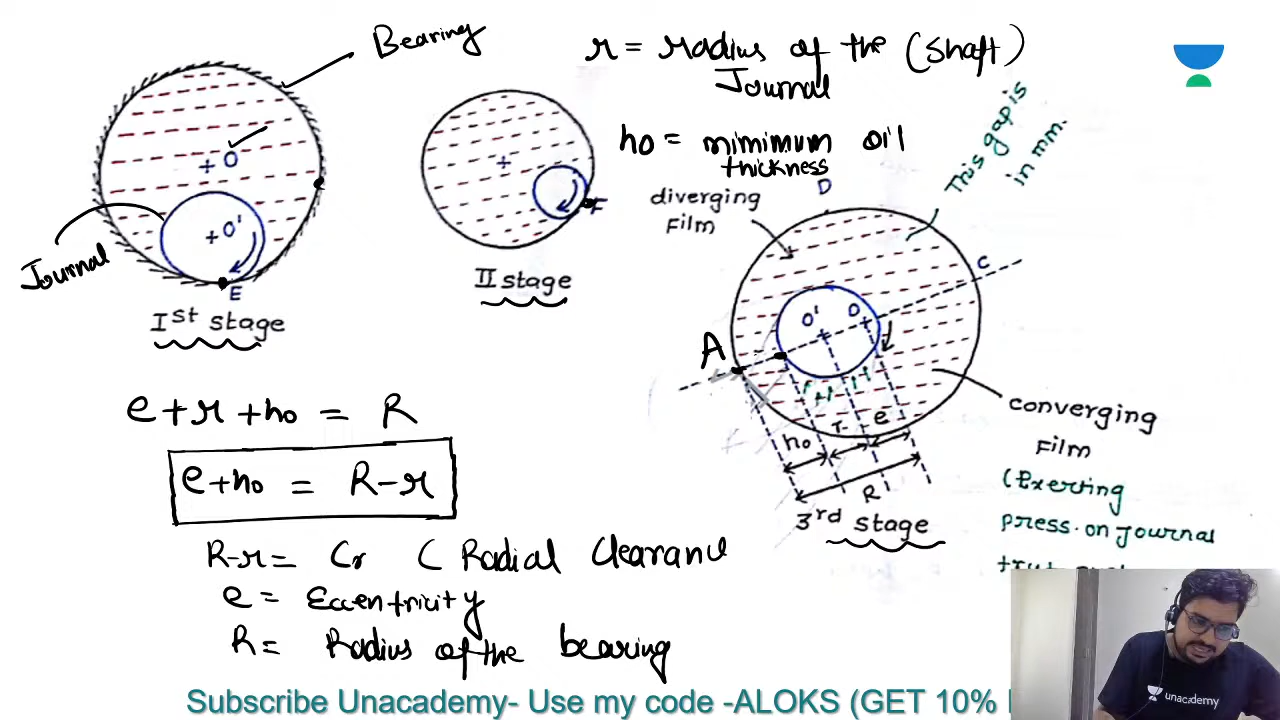 Bearing
+ O
+ O'
Journal
E
Ist stage
+
F
II stage
r = radius of the (shaft)
Journal
ho = minimum oil
thickness
This gap is
in mm.
D
diverging
Film
C
O' O
A
ho r e
R
3rd stage
converging
Film
(Exerting
press. on journal
e + r + ho = R
e + ho = R - r
R - r = Cr ( Radial Clearance
e = Eccentricity
R = Radius of the bearing
unacademy
Subscribe Unacademy- Use my code -ALOKS (GET 10%